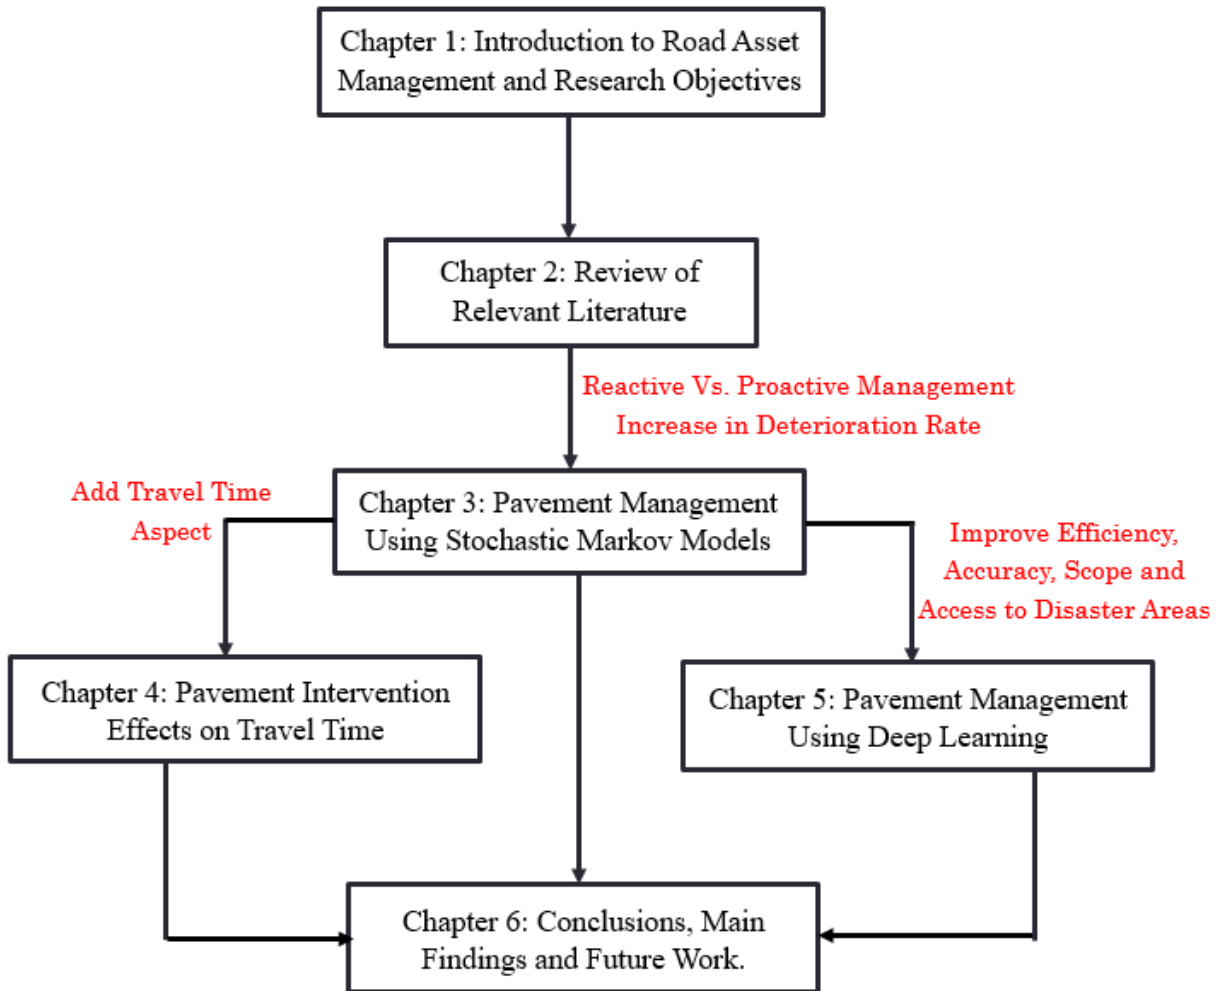 Chapter 1: Introduction to Road Asset
Management and Research Objectives
Chapter 2: Review of
Relevant Literature
Reactive Vs. Proactive Management
Increase in Deterioration Rate
Add Travel Time
Aspect
Chapter 3: Pavement Management
Using Stochastic Markov Models
Improve Efficiency,
Accuracy, Scope and
Access to Disaster Areas
Chapter 4: Pavement Intervention
Effects on Travel Time
Chapter 5: Pavement Management
Using Deep Learning
Chapter 6: Conclusions, Main
Findings and Future Work.